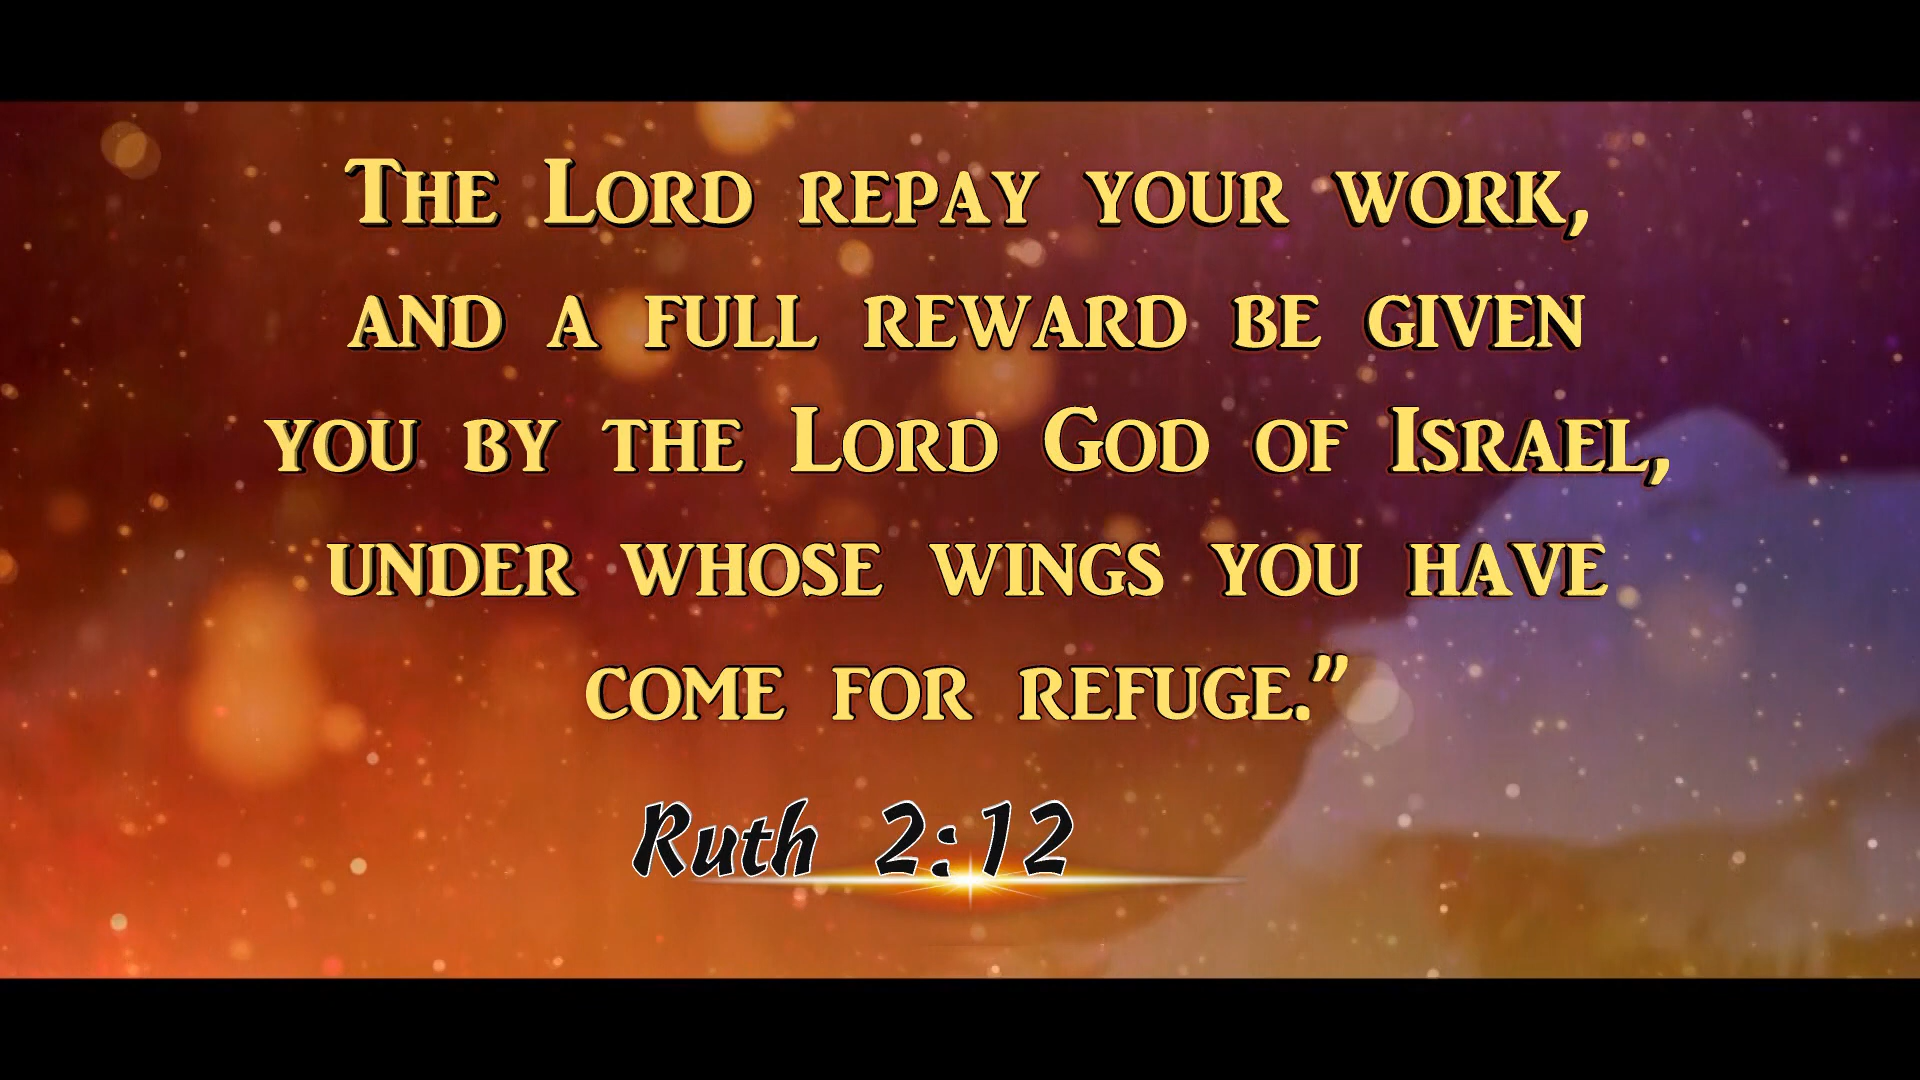 The Lord repay your work,
and a full reward be given
you by the Lord God of Israel,
under whose wings you have
come for refuge.”
Ruth 2:12